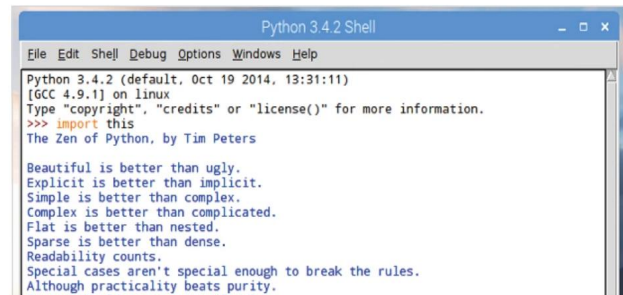 Python 3.4.2 Shell
File Edit Shell Debug Options Windows Help
Python 3.4.2 (default, Oct 19 2014, 13:31:11)
[GCC 4.9.1] on linux
Type "copyright", "credits" or "license()" for more information.
>>> import this
The Zen of Python, by Tim Peters

Beautiful is better than ugly.
Explicit is better than implicit.
Simple is better than complex.
Complex is better than complicated.
Flat is better than nested.
Sparse is better than dense.
Readability counts.
Special cases aren't special enough to break the rules.
Although practicality beats purity.